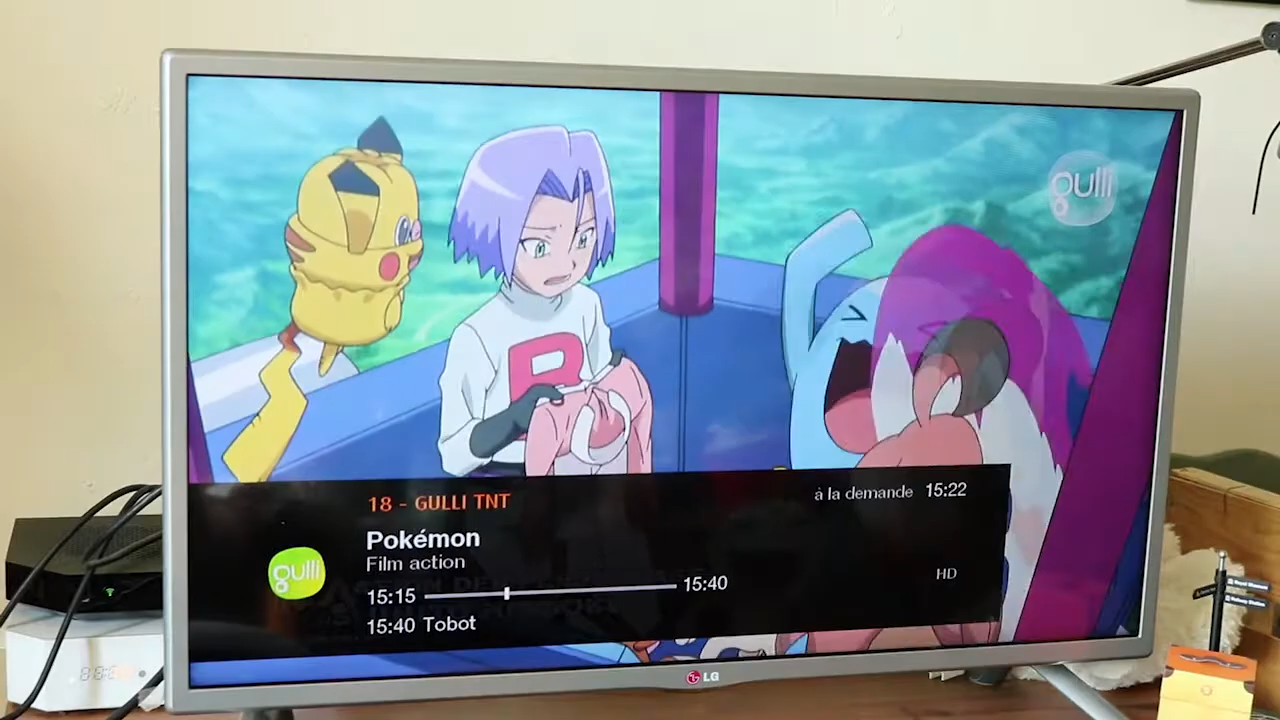 gulli
R
18 - GULLI TNT
à la demande 15:22
Pokémon
Film action
gulli
HD
15:15
15:40
15:40 Tobot
LG